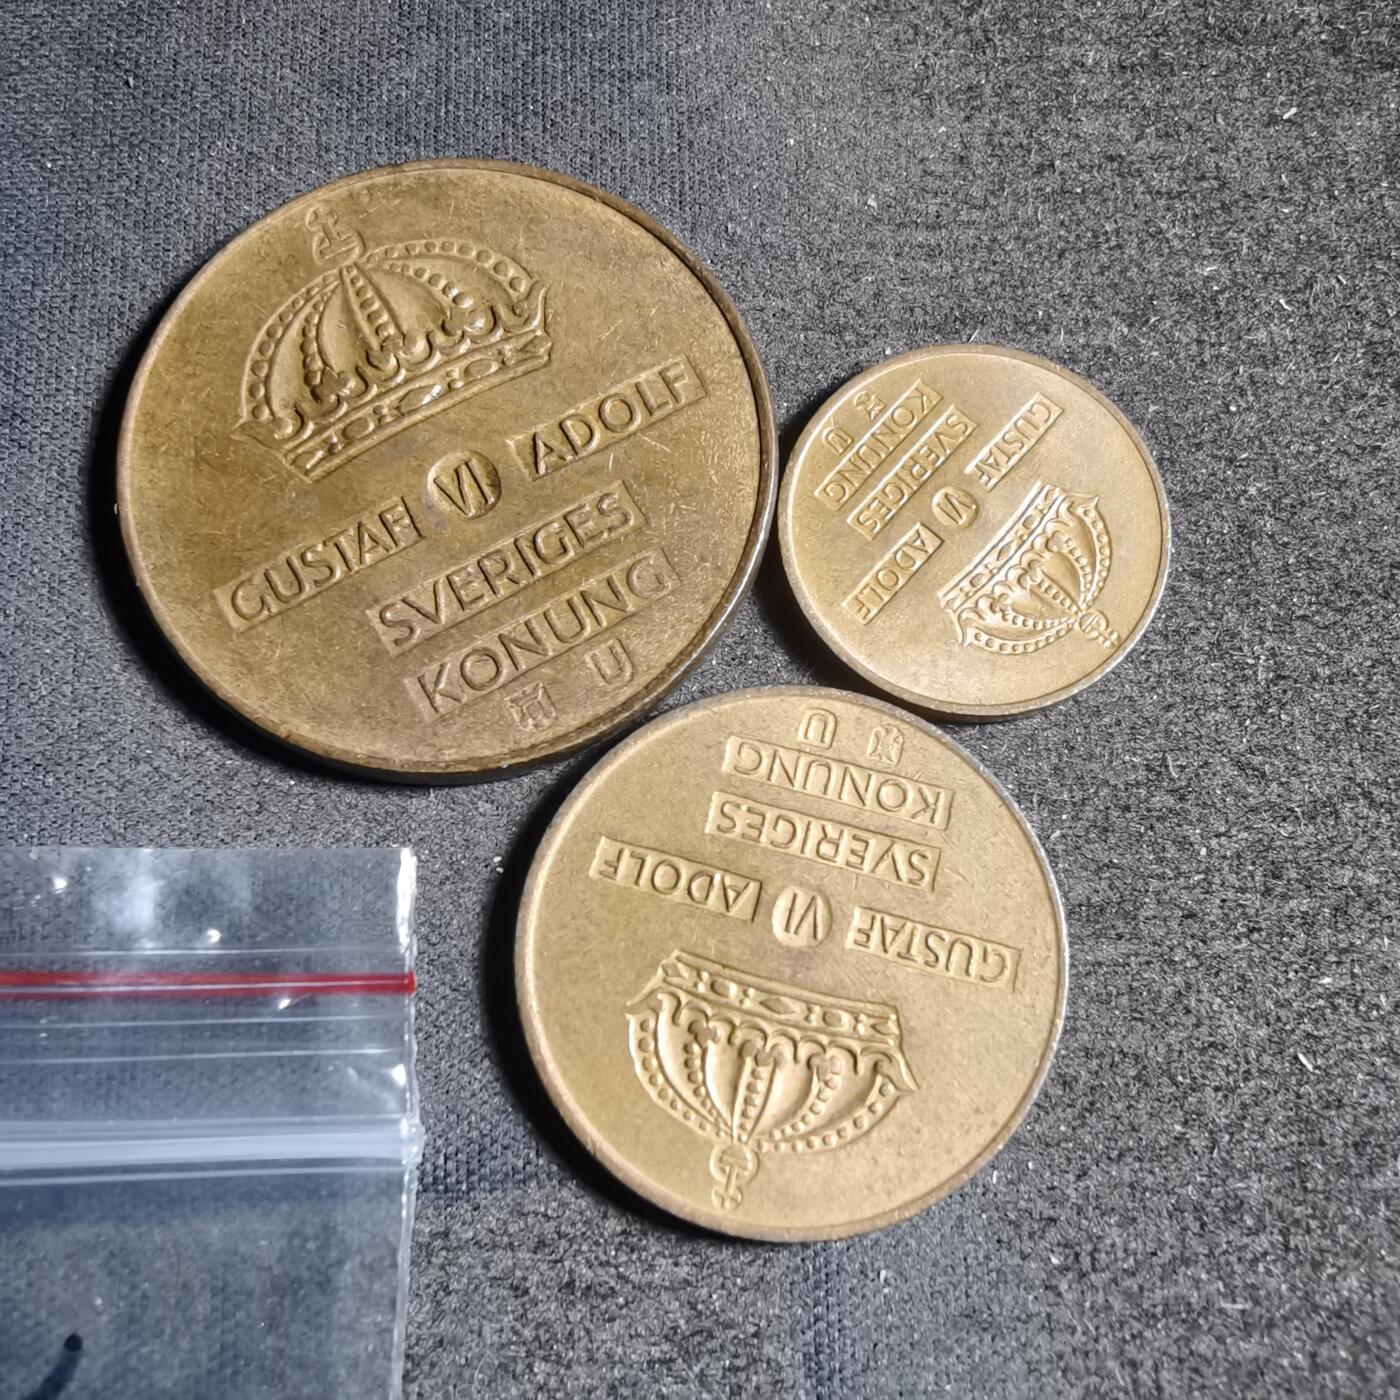 GUSTAF VI ADOLF
SVERIGES
KONUNG
U
GUSTAF VI ADOLF
SVERIGES
KONUNG
U
GUSTAF VI ADOLF
SVERIGES
KONUNG
U